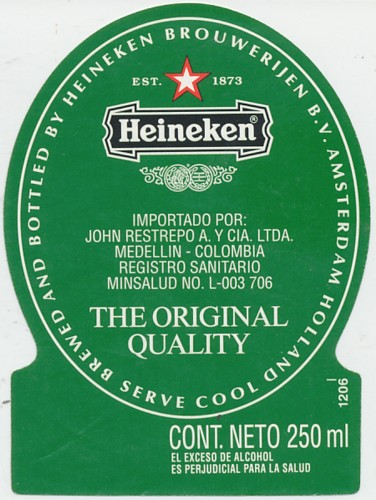 BREWED AND BOTTLED BY HEINEKEN BROUWERIJEN B.V. AMSTERDAM HOLLAND
EST. 1873
Heineken®
IMPORTADO POR:
JOHN RESTREPO A. Y CIA. LTDA.
MEDELLIN - COLOMBIA
REGISTRO SANITARIO
MINSALUD NO. L-003 706
THE ORIGINAL
QUALITY
SERVE COOL
1206 I
CONT. NETO 250 ml
EL EXCESO DE ALCOHOL
ES PERJUDICIAL PARA LA SALUD